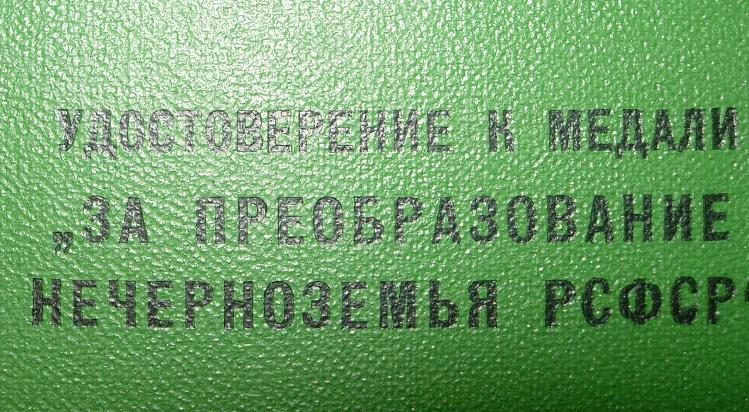 УДОСТОВЕРЕНИЕ К МЕДАЛИ
„ЗА ПРЕОБРАЗОВАНИЕ
НЕЧЕРНОЗЕМЬЯ РСФСР“